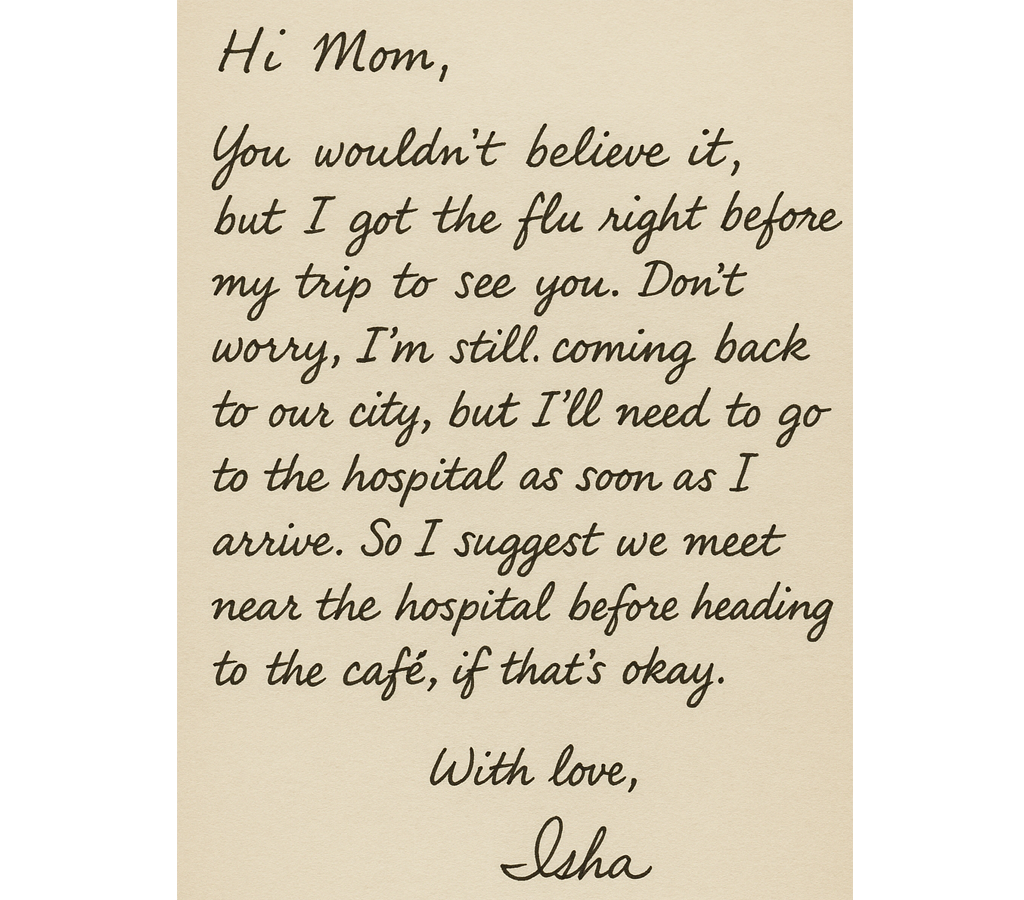 Hi Mom,
You wouldn't believe it,
but I got the flu right before
my trip to see you. Don't
worry, I'm still. coming back
to our city, but I'll need to go
to the hospital as soon as I
arrive. So I suggest we meet
near the hospital before heading
to the café, if that's okay.
With love,
Isha